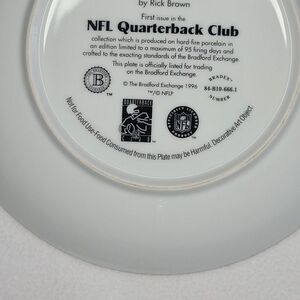 by Rick Brown
First issue in the
NFL Quarterback Club
collection which is produced on hard-fire porcelain in
an edition limited to a maximum of 95 firing days and
crafted to the exacting standards of the Bradford Exchange.
This plate is officially listed for trading
on the Bradford Exchange.
B
BRADEX
84-B10-666.1
NUMBER
© The Bradford Exchange 1996
™/© NFLP
NFL
Not for Food Use-Food Consumed from this Plate may be Harmful. Decorative Art Object.